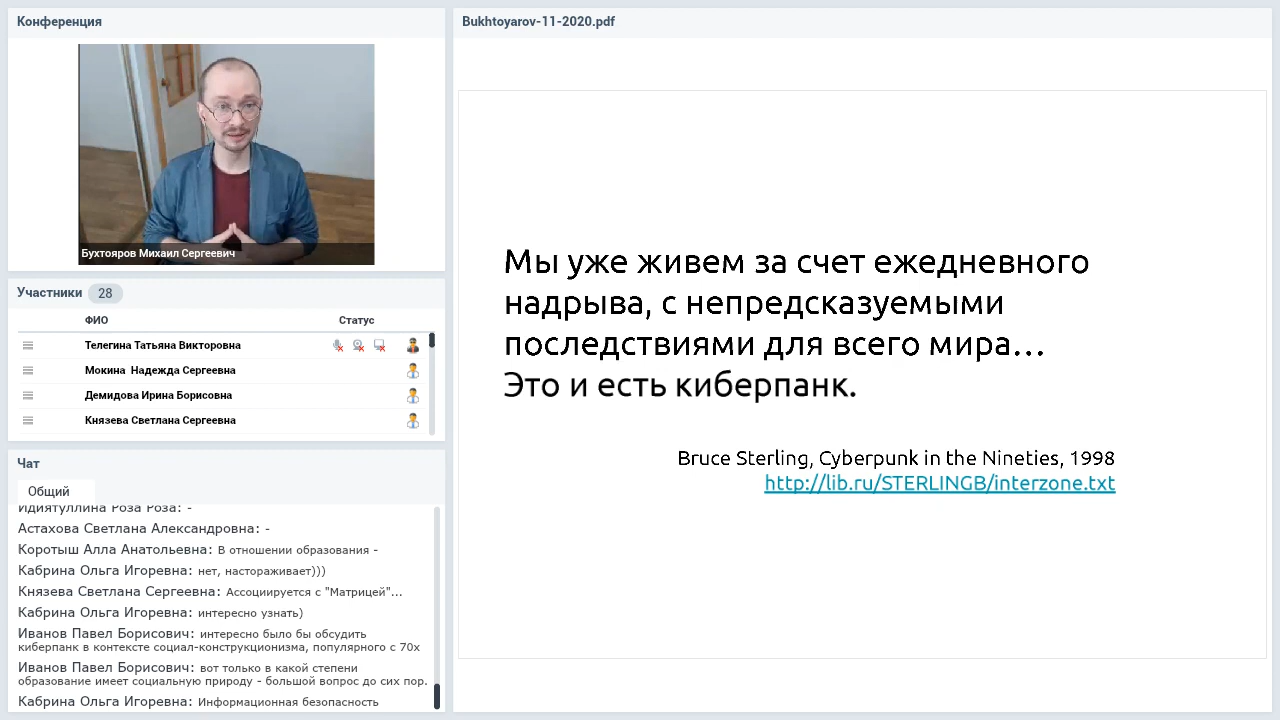 Конференция
Бухтояров Михаил Сергеевич
Участники 28
ФИО Статус
Телегина Татьяна Викторовна
Мокина Надежда Сергеевна
Демидова Ирина Борисовна
Князева Светлана Сергеевна
Чат
Общий
Идиятуллина Роза Роза: -
Астахова Светлана Александровна: -
Коротыш Алла Анатольевна: В отношении образования -
Кабрина Ольга Игоревна: нет, настораживает)))
Князева Светлана Сергеевна: Ассоциируется с "Матрицей"...
Кабрина Ольга Игоревна: интересно узнать)
Иванов Павел Борисович: интересно было бы обсудить
киберпанк в контексте социал-конструкционизма, популярного с 70х
Иванов Павел Борисович: вот только в какой степени
образование имеет социальную природу - большой вопрос до сих пор.
Кабрина Ольга Игоревна: Информационная безопасность
Bukhtoyarov-11-2020.pdf
Мы уже живем за счет ежедневного
надрыва, с непредсказуемыми
последствиями для всего мира…
Это и есть киберпанк.
Bruce Sterling, Cyberpunk in the Nineties, 1998
http://lib.ru/STERLINGB/interzone.txt